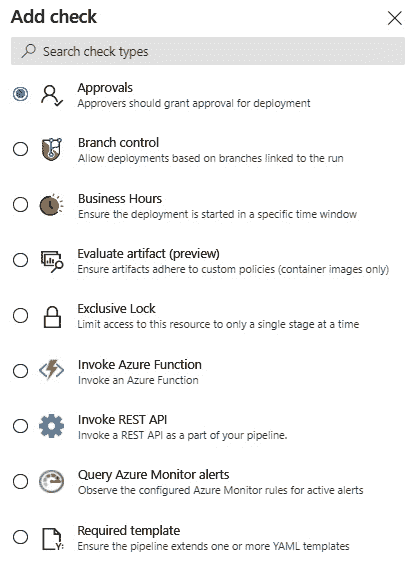 Add check
Search check types
Approvals
Approvers should grant approval for deployment
Branch control
Allow deployments based on branches linked to the run
Business Hours
Ensure the deployment is started in a specific time window
Evaluate artifact (preview)
Ensure artifacts adhere to custom policies (container images only)
Exclusive Lock
Limit access to this resource to only a single stage at a time
Invoke Azure Function
Invoke an Azure Function
Invoke REST API
Invoke a REST API as a part of your pipeline.
Query Azure Monitor alerts
Observe the configured Azure Monitor rules for active alerts
Required template
Ensure the pipeline extends one or more YAML templates